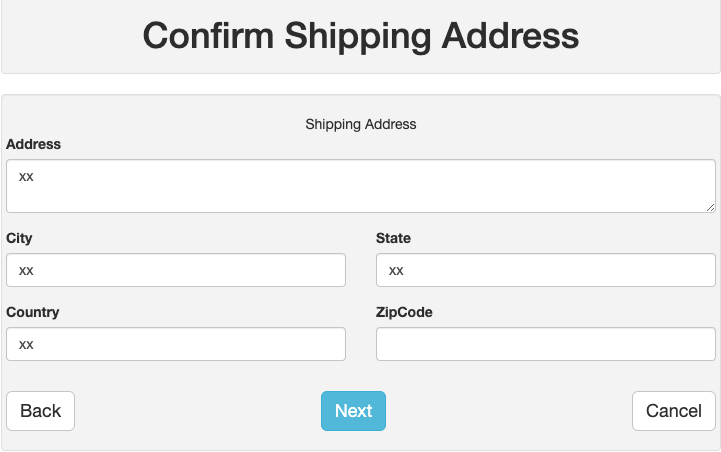 Confirm Shipping Address
Shipping Address
Address
xx
City State
xx xx
Country ZipCode
xx
Back Next Cancel